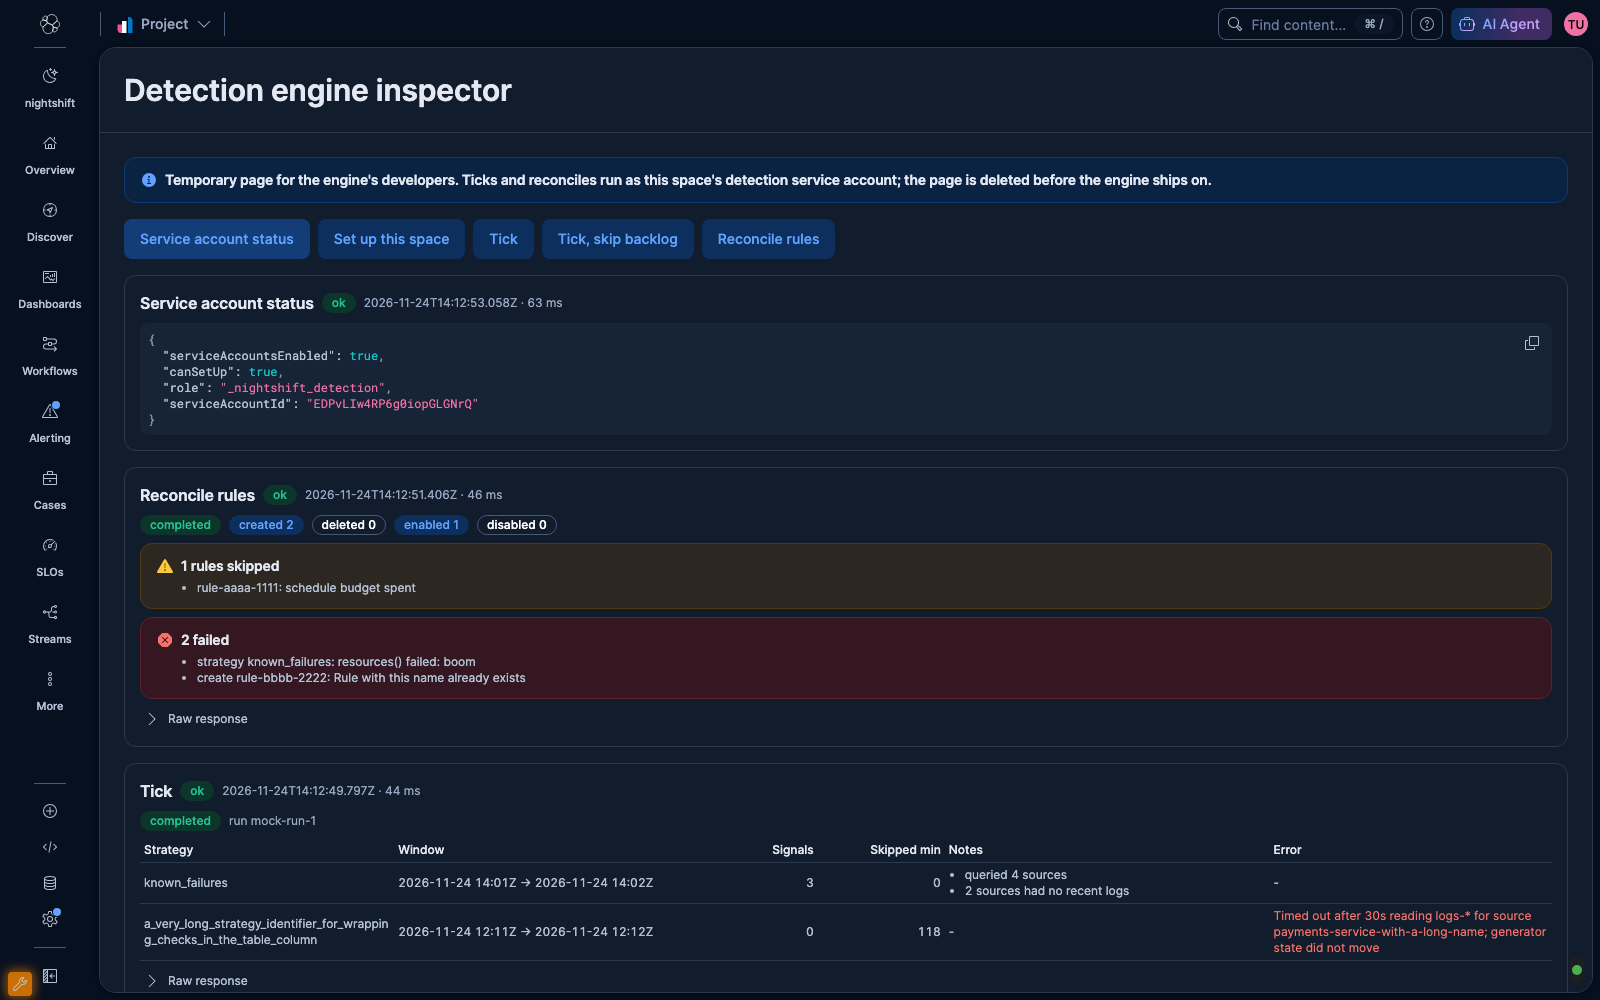 Project
Find content...
⌘ /
AI Agent
TU
nightshift
Overview
Discover
Dashboards
Workflows
Alerting
Cases
SLOs
Streams
More
Detection engine inspector
Temporary page for the engine's developers. Ticks and reconciles run as this space's detection service account; the page is deleted before the engine ships on.
Service account status
Set up this space
Tick
Tick, skip backlog
Reconcile rules
Service account status ok 2026-11-24T14:12:53.058Z · 63 ms
{
"serviceAccountsEnabled": true,
"canSetUp": true,
"role": "_nightshift_detection",
"serviceAccountId": "EDPvLIw4RP6g0iopGLGNrQ"
}
Reconcile rules ok 2026-11-24T14:12:51.406Z · 46 ms
completed created 2 deleted 0 enabled 1 disabled 0
1 rules skipped
• rule-aaaa-1111: schedule budget spent
2 failed
• strategy known_failures: resources() failed: boom
• create rule-bbbb-2222: Rule with this name already exists
Raw response
Tick ok 2026-11-24T14:12:49.797Z · 44 ms
completed run mock-run-1
Strategy Window Signals Skipped min Notes Error
known_failures 2026-11-24 14:01Z → 2026-11-24 14:02Z 3 0
• queried 4 sources
• 2 sources had no recent logs
-
a_very_long_strategy_identifier_for_wrappin
g_checks_in_the_table_column
2026-11-24 12:11Z → 2026-11-24 12:12Z 0 118 -
Timed out after 30s reading logs-* for source
payments-service-with-a-long-name; generator
state did not move
Raw response